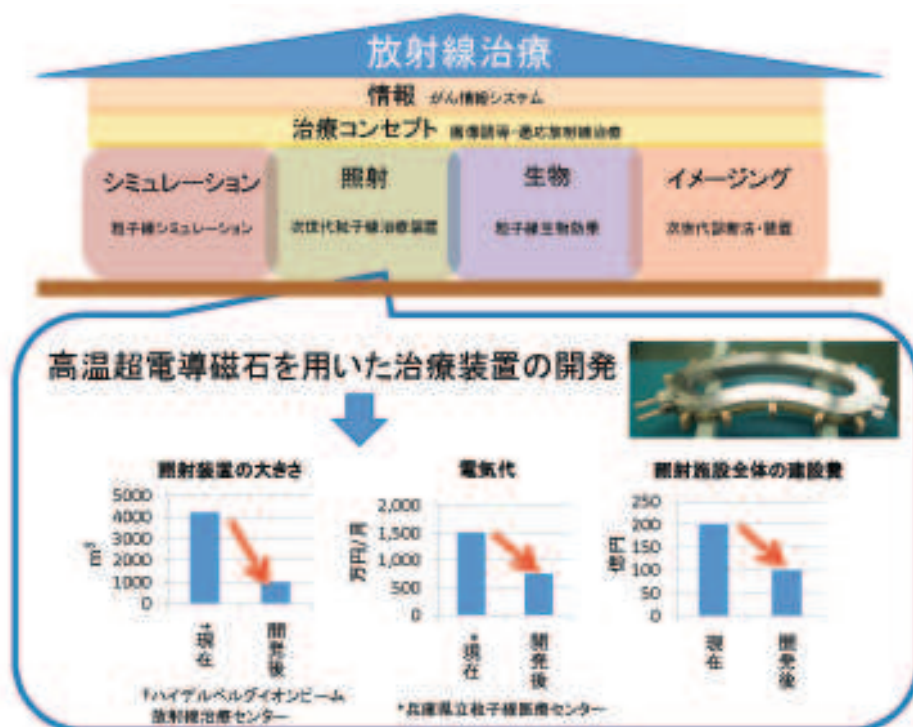 放射線治療
情報 がん情報システム
治療コンセプト 画像誘導・適応放射線治療
シミュレーション 照射 生物 イメージング
粒子線シミュレーション 次世代粒子線治療装置 粒子線生物効果 次世代診断法・装置
高温超電導磁石を用いた治療装置の開発
照射装置の大きさ
5000
4000
3000
2000
1000
0
m³
†現在
開発後
†ハイデルベルグイオンビーム
放射線治療センター
電気代
2,000
1,500
1,000
500
0
万円/月
*現在
開発後
*兵庫県立粒子線医療センター
照射施設全体の建設費
250
200
150
100
50
0
億円
現在
開発後